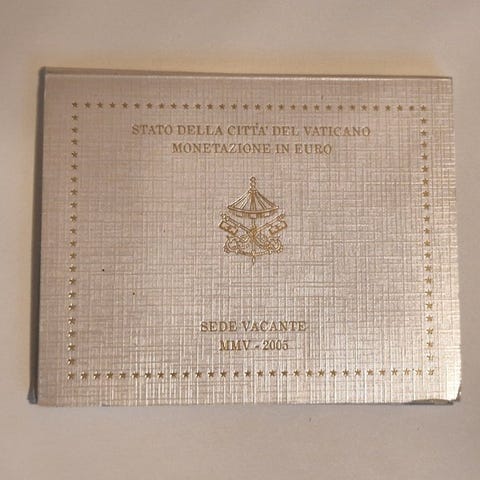 STATO DELLA CITTA' DEL VATICANO
MONETAZIONE IN EURO
SEDE VACANTE
MMV - 2005